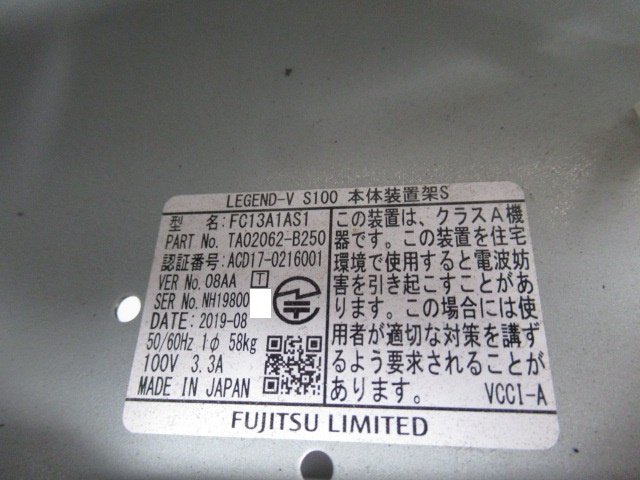 LEGEND-V S100 本体装置架S
型 名:FC13A1AS1
PART No. TA02062-B250
認証番号:ACD17-0216001
VER No.08AA T
SER No.NH19800
DATE: 2019-08
50/60Hz 1φ 58kg
100V 3.3A
MADE IN JAPAN
この装置は、クラスA機
器です。この装置を住宅
環境で使用すると電波妨
害を引き起こすことがあ
ります。この場合には使
用者が適切な対策を講ず
るよう要求されることが
あります。 VCCI-A
FUJITSU LIMITED